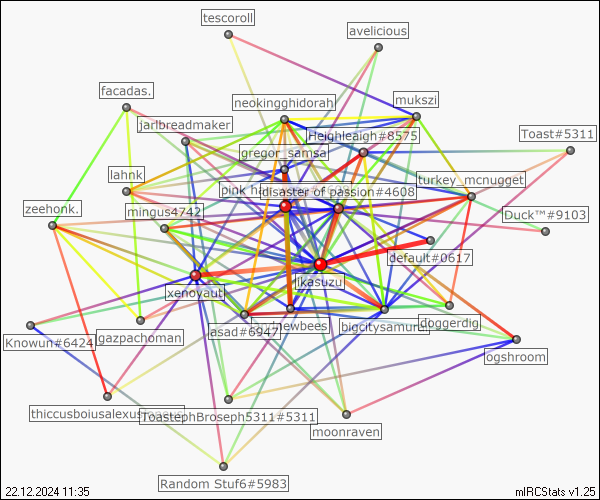 tescoroll
avelicious
facadas.
neokingghidorah
mukszi
jarlbreadmaker
Heighleigh#8575
Toast#5311
gregor_samsa
lahnk
pink
disaster of passion#4608
turkey_mcnugget
zeehonk.
mingus4742
Duck™#9103
default#0617
ikasuzu
xenoyaut
doggerdig
asad#6947
newbees
bigcitysamurai
Knowun#6424
gazpachoman
ogshroom
thiccusboiusalexus
ToastephBroseph5311#5311
moonraven
Random Stuf6#5983
22.12.2024 11:35
mIRCStats v1.25